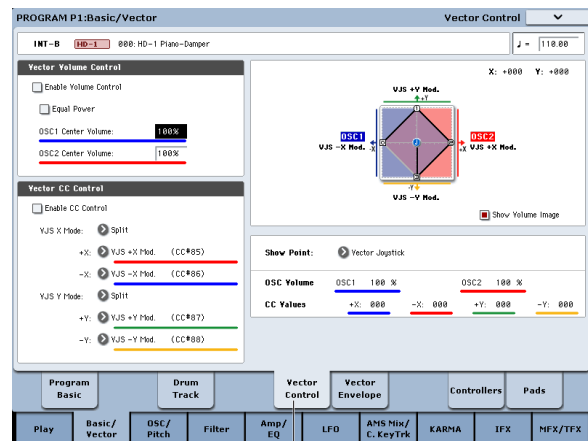 PROGRAM P1:Basic/Vector
Vector Control
INT-B HD-1 000: HD-1 Piano-Damper
♩ = 110.00
Vector Volume Control
Enable Volume Control
Equal Power
OSC1 Center Volume: 100%
OSC2 Center Volume: 100%
X: +000 Y: +000
VJS +Y Mod.
+Y
OSC1
VJS -X Mod.
-X
OSC2
+X VJS +X Mod.
-Y
VJS -Y Mod.
Show Volume Image
Vector CC Control
Enable CC Control
YJS X Mode: Split
+X: YJS +X Mod. (CC#85)
-X: YJS -X Mod. (CC#86)
YJS Y Mode: Split
+Y: YJS +Y Mod. (CC#87)
-Y: YJS -Y Mod. (CC#88)
Show Point: Vector Joystick
OSC Volume OSC1 100 % OSC2 100 %
CC Values +X: 000 -X: 000 +Y: 000 -Y: 000
Program Basic
Drum Track
Vector Control
Vector Envelope
Controllers
Pads
Play
Basic/ Vector
OSC/ Pitch
Filter
Amp/ EQ
LFO
AMS Mix/ C. KeyTrk
KARMA
IFX
MFX/TFX